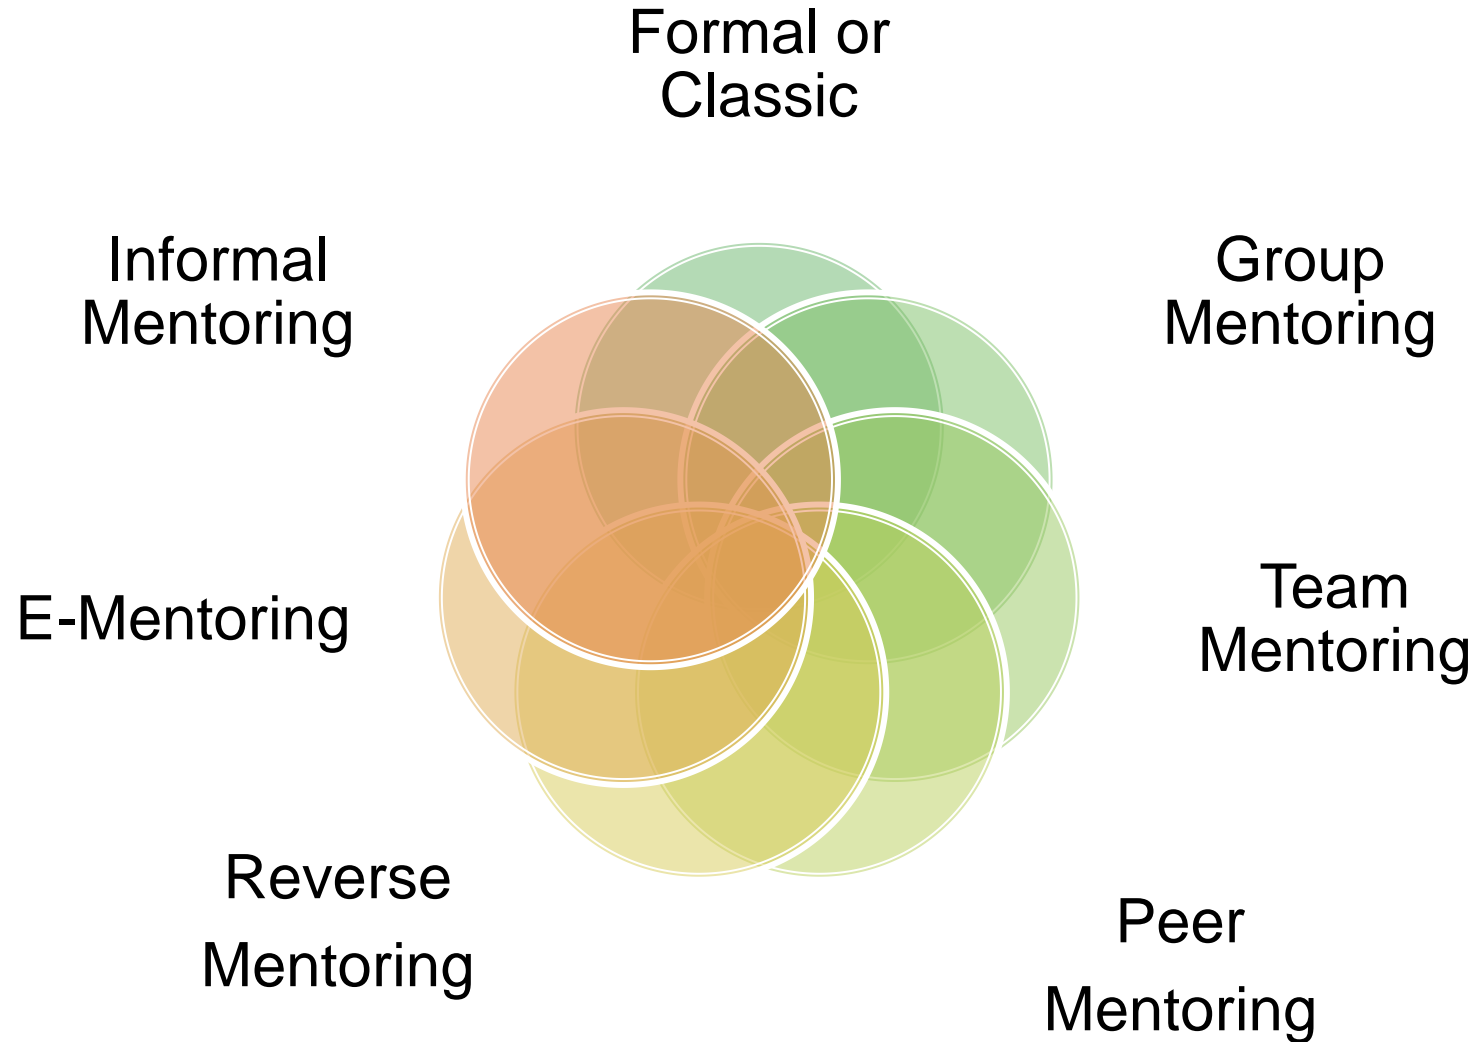 Formal or
Classic
Group
Mentoring
Team
Mentoring
Peer
Mentoring
Reverse
Mentoring
E-Mentoring
Informal
Mentoring